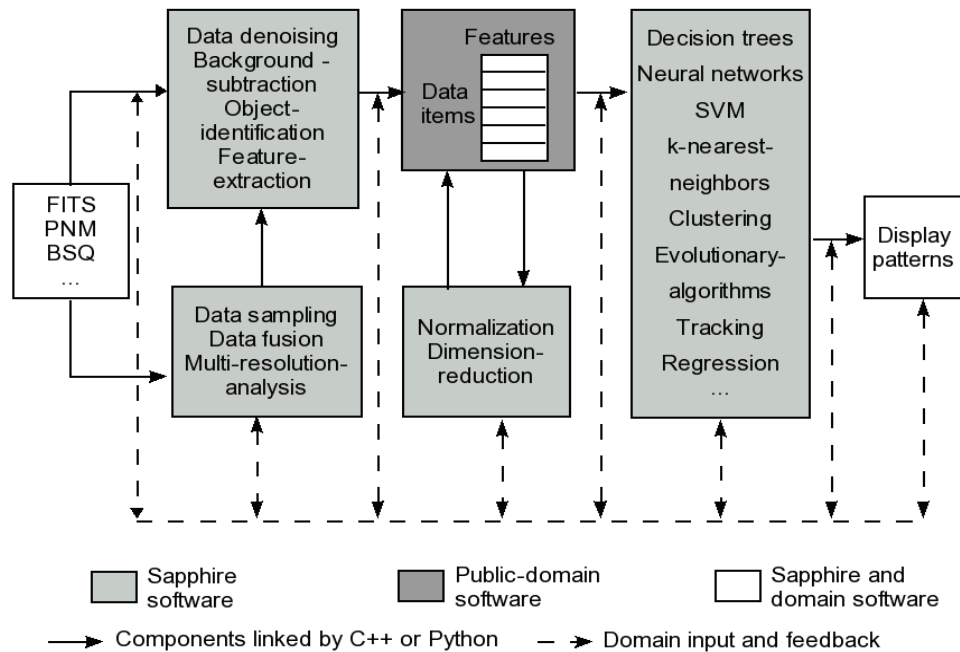 FITS
PNM
BSQ
...
Data denoising
Background -
subtraction
Object-
identification
Feature-
extraction
Data sampling
Data fusion
Multi-resolution-
analysis
Features
Data
items
Normalization
Dimension-
reduction
Decision trees
Neural networks
SVM
k-nearest-
neighbors
Clustering
Evolutionary-
algorithms
Tracking
Regression
...
Display
patterns
Sapphire
software
Public-domain
software
Sapphire and
domain software
Components linked by C++ or Python
Domain input and feedback